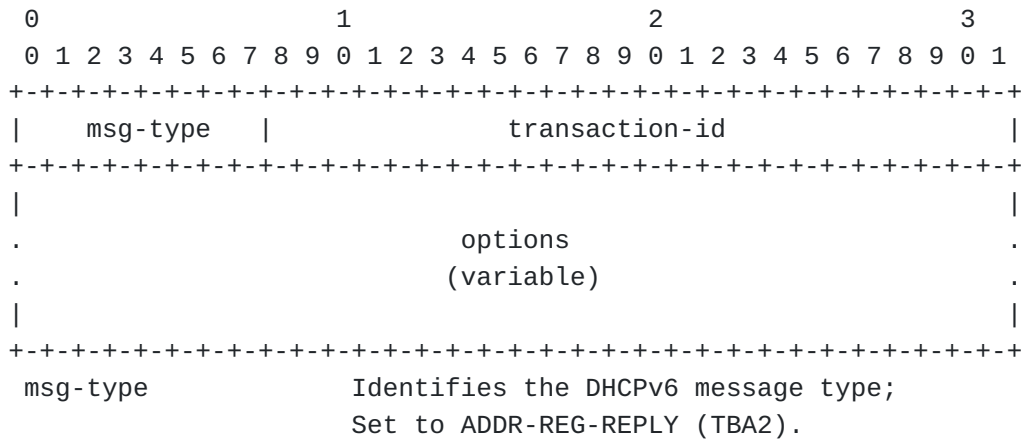 0                   1                   2                   3
 0 1 2 3 4 5 6 7 8 9 0 1 2 3 4 5 6 7 8 9 0 1 2 3 4 5 6 7 8 9 0 1
+-+-+-+-+-+-+-+-+-+-+-+-+-+-+-+-+-+-+-+-+-+-+-+-+-+-+-+-+-+-+-+-+
|    msg-type   |               transaction-id                  |
+-+-+-+-+-+-+-+-+-+-+-+-+-+-+-+-+-+-+-+-+-+-+-+-+-+-+-+-+-+-+-+-+
|                                                               |
.                            options                            .
.                           (variable)                          .
|                                                               |
+-+-+-+-+-+-+-+-+-+-+-+-+-+-+-+-+-+-+-+-+-+-+-+-+-+-+-+-+-+-+-+-+
 msg-type             Identifies the DHCPv6 message type;
                      Set to ADDR-REG-REPLY (TBA2).